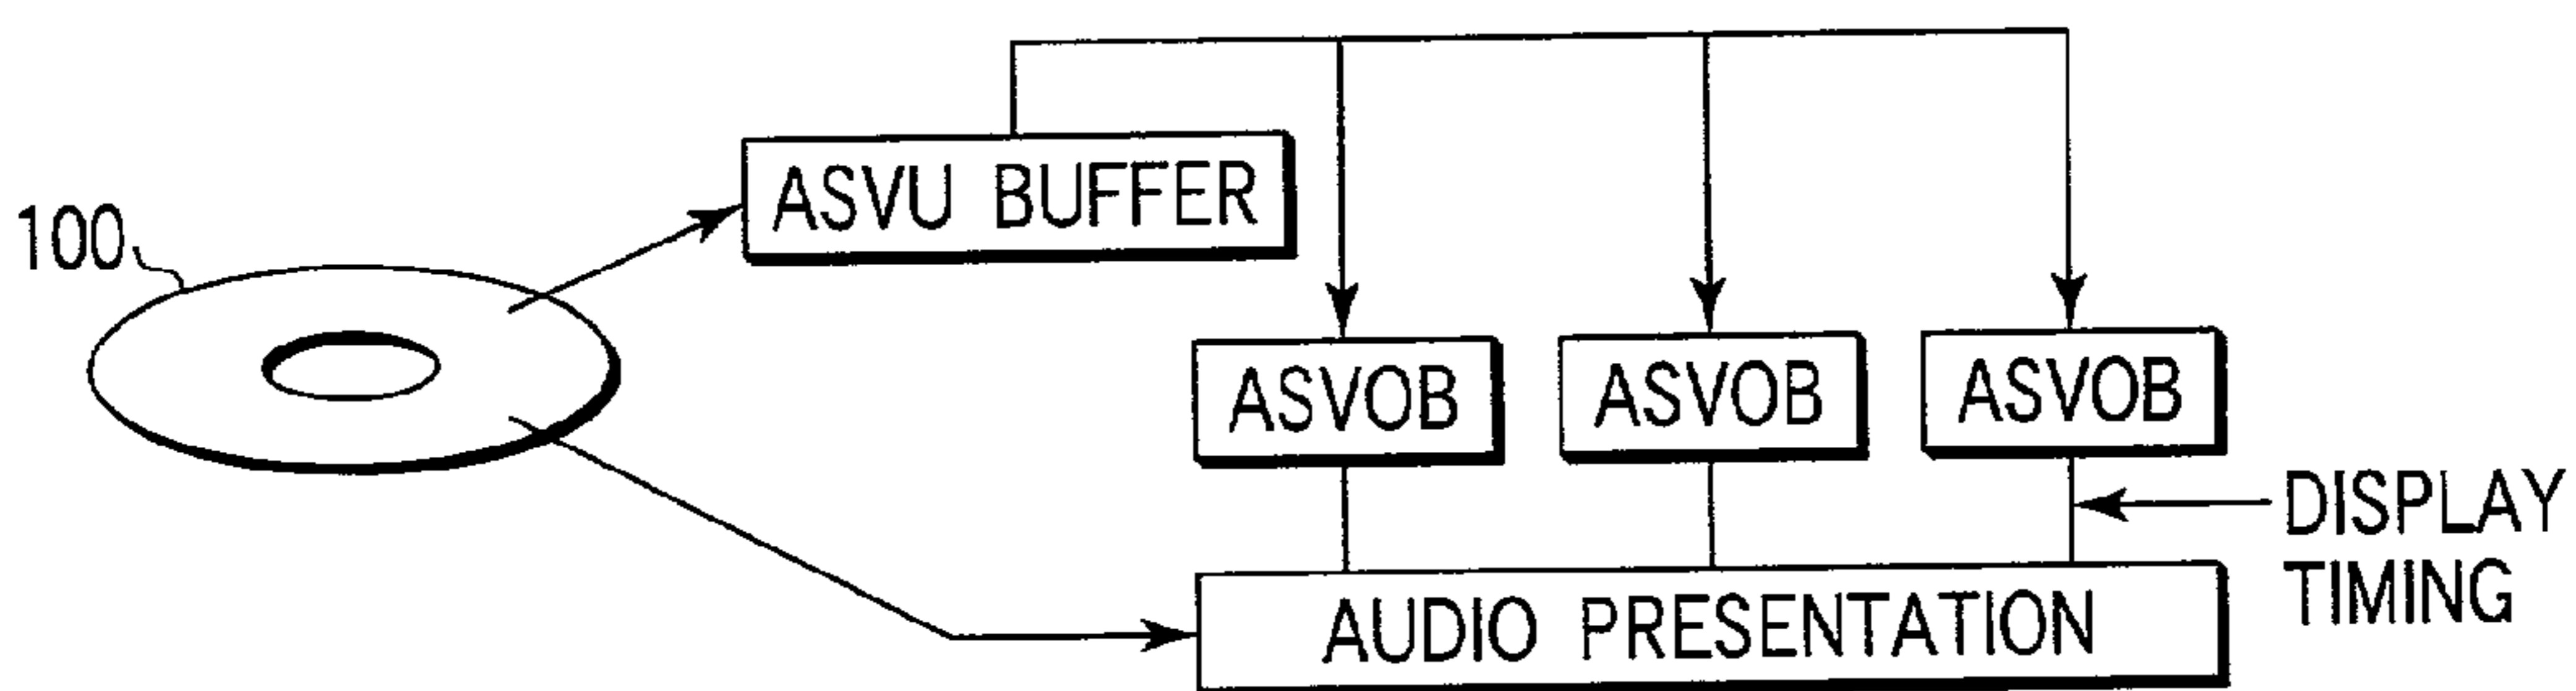 100
ASVU BUFFER
ASVOB
ASVOB
ASVOB
DISPLAY
TIMING
AUDIO PRESENTATION